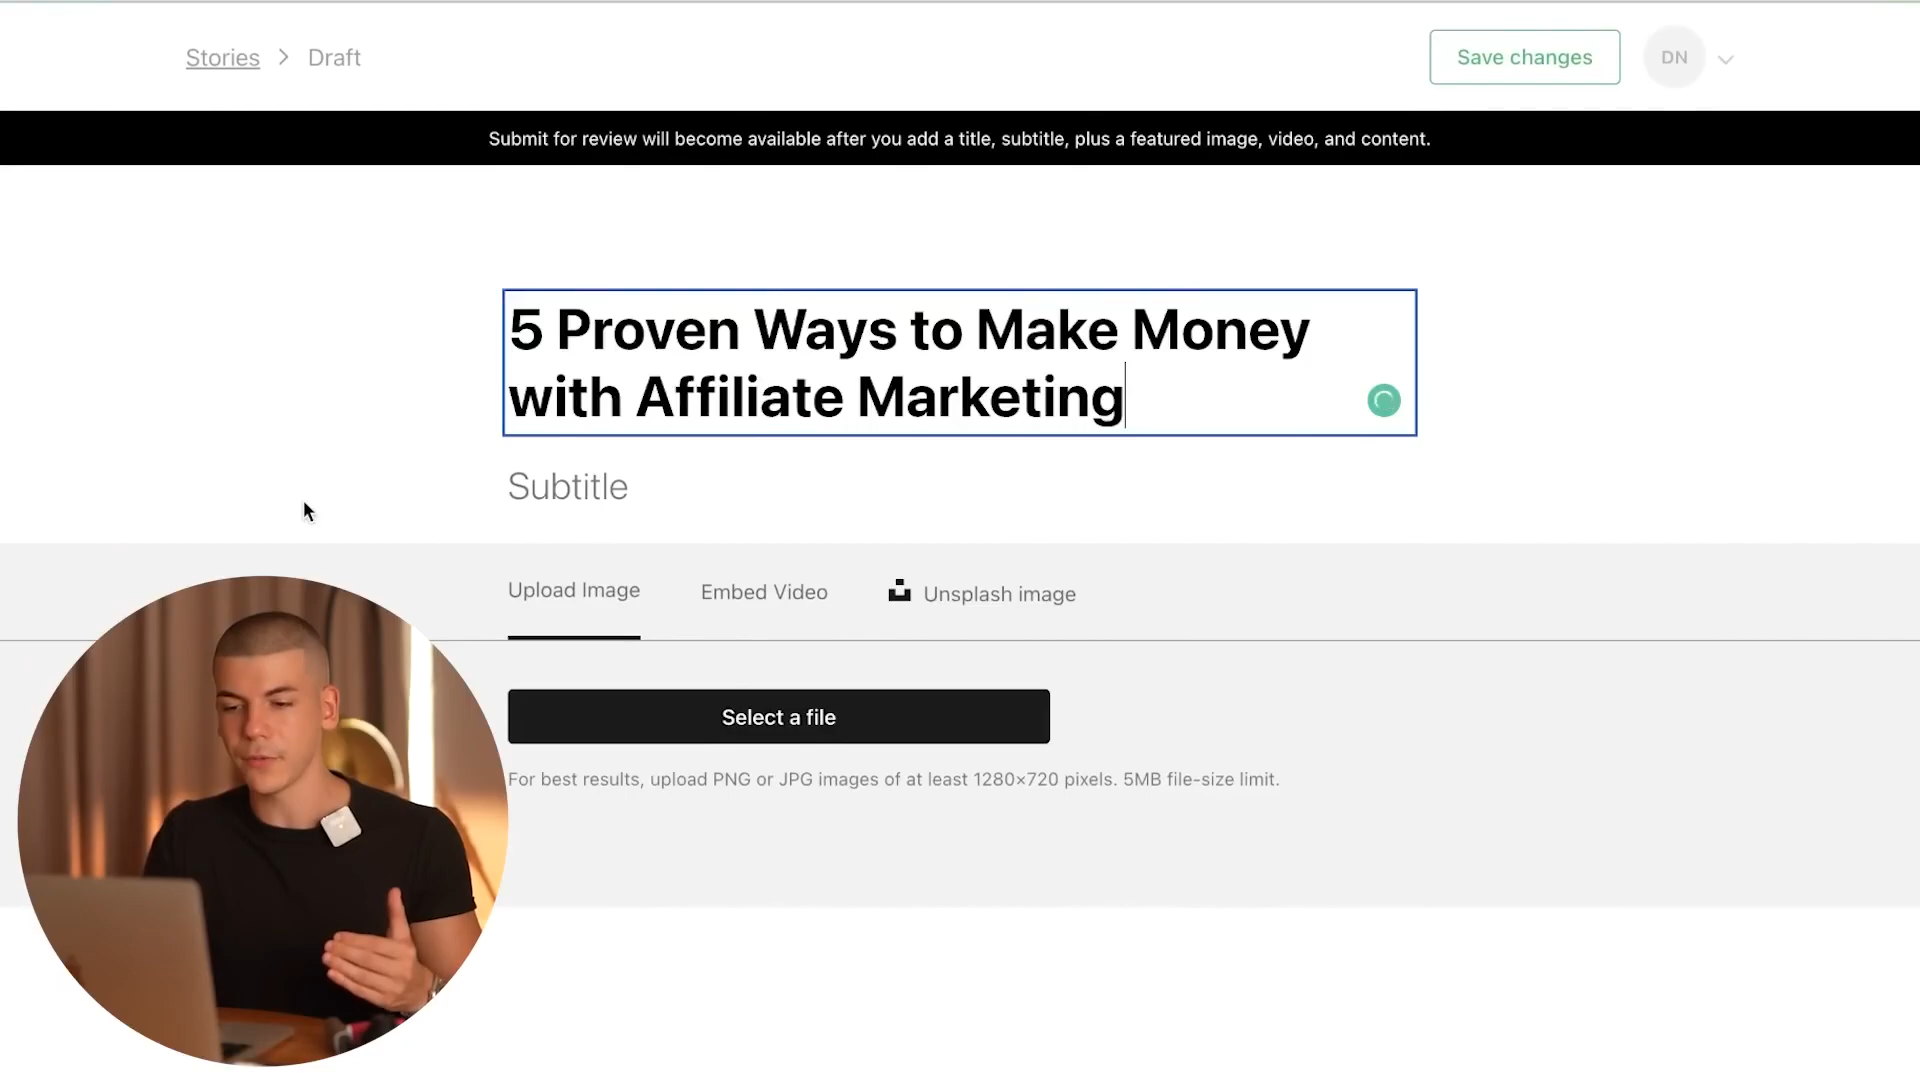 Stories > Draft
Save changes
DN
Submit for review will become available after you add a title, subtitle, plus a featured image, video, and content.
5 Proven Ways to Make Money
with Affiliate Marketing
Subtitle
Upload Image
Embed Video
Unsplash image
Select a file
For best results, upload PNG or JPG images of at least 1280×720 pixels. 5MB file-size limit.